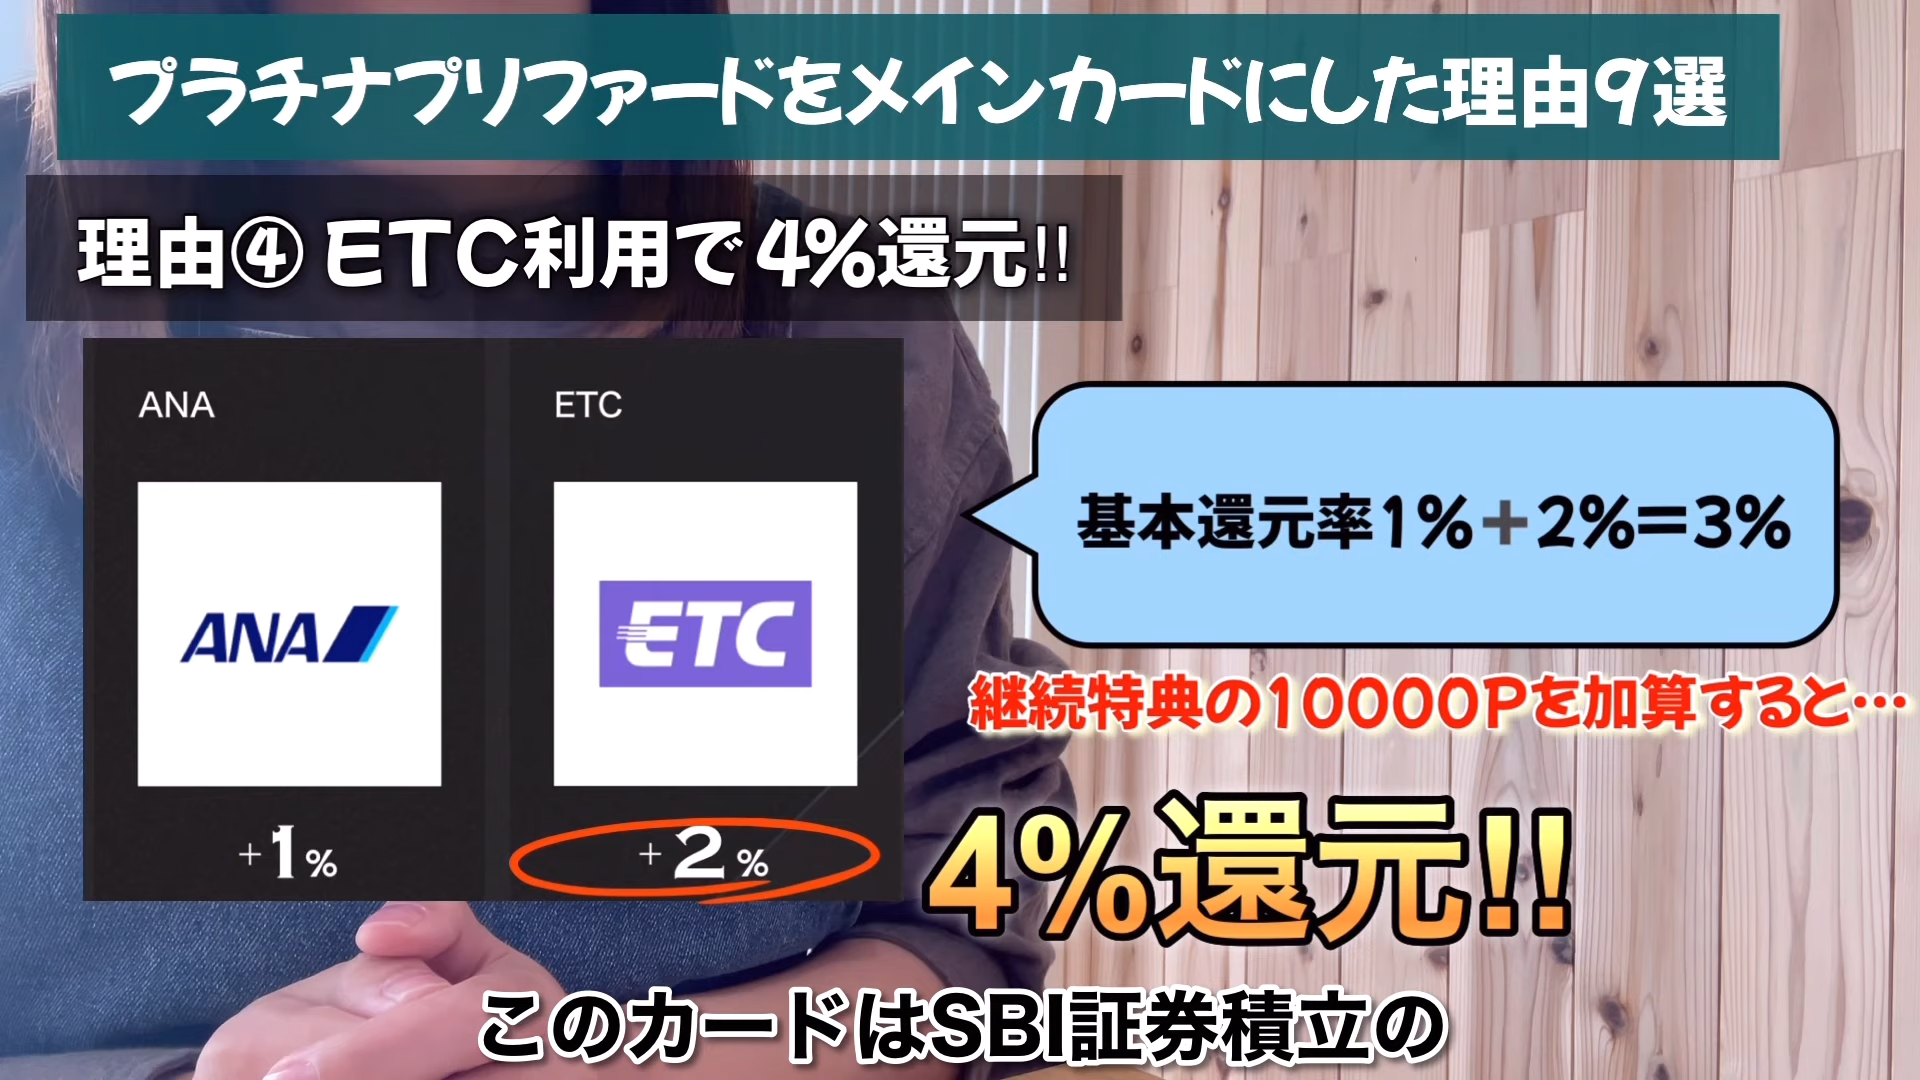 プラチナプリファードをメインカードにした理由9選
理由④ ETC利用で4%還元!!
ANA
ETC
ANA
ETC
+1%
+2%
基本還元率1%+2%=3%
継続特典の10000Pを加算すると…
4%還元!!
このカードはSBI証券積立の